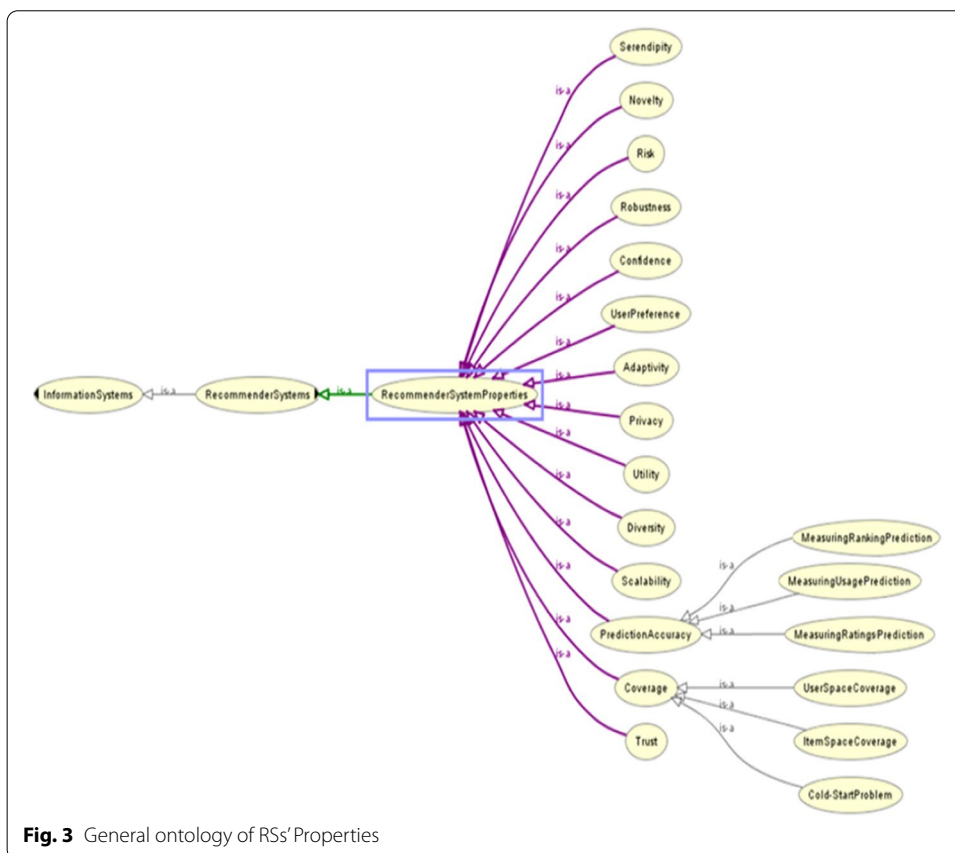 Serendipity
is-a
Novelty
is-a
Risk
is-a
Robustness
is-a
Confidence
is-a
UserPreference
is-a
Adaptivity
is-a
InformationSystems
is-a
RecommenderSystems
is-a
RecommenderSystemProperties
Privacy
is-a
Utility
is-a
Diversity
is-a
Scalability
is-a
PredictionAccuracy
is-a
Coverage
is-a
Trust
is-a
MeasuringRankingPrediction
is-a
MeasuringUsagePrediction
is-a
MeasuringRatingsPrediction
is-a
UserSpaceCoverage
is-a
ItemSpaceCoverage
is-a
Cold-StartProblem
is-a
Fig. 3 General ontology of RSs' Properties